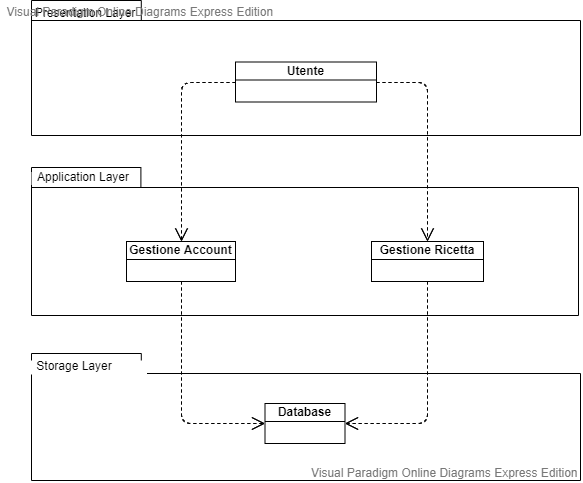 Visual Paradigm Online Diagrams Express Edition
Presentation Layer
Utente
Application Layer
Gestione Account
Gestione Ricetta
Storage Layer
Database
Visual Paradigm Online Diagrams Express Edition